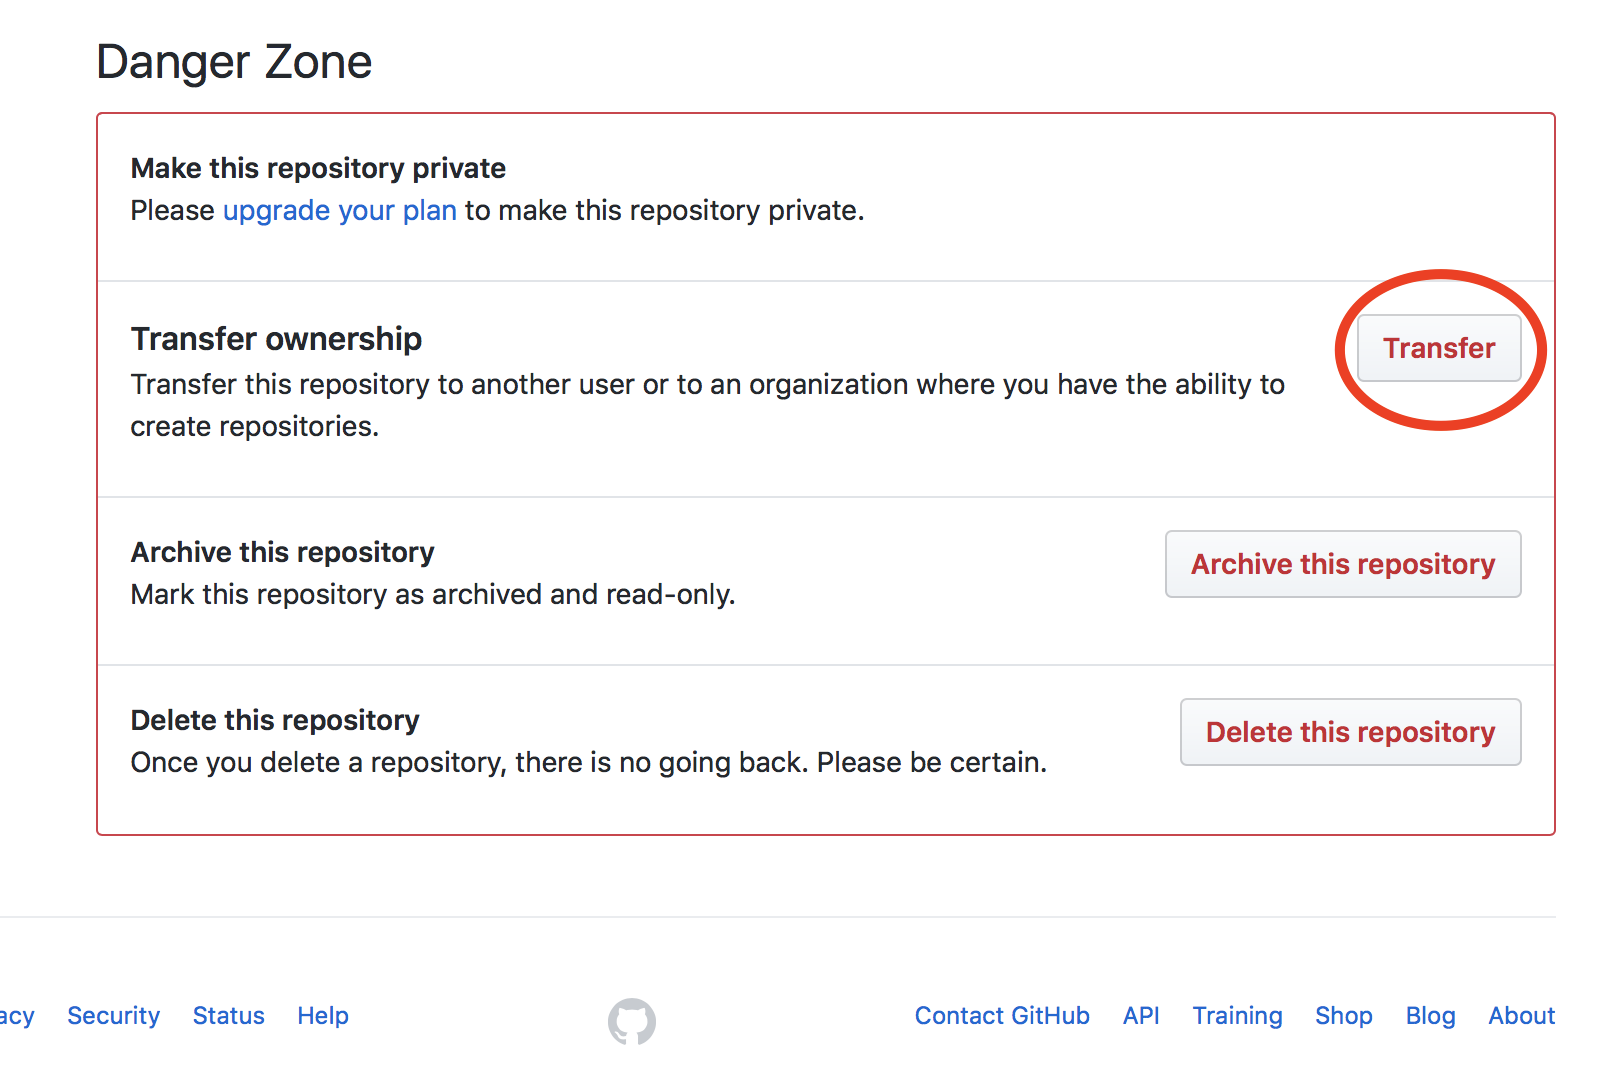 Danger Zone
Make this repository private
Please upgrade your plan to make this repository private.
Transfer ownership
Transfer this repository to another user or to an organization where you have the ability to
create repositories.
Transfer
Archive this repository
Mark this repository as archived and read-only.
Archive this repository
Delete this repository
Once you delete a repository, there is no going back. Please be certain.
Delete this repository
acy Security Status Help Contact GitHub API Training Shop Blog About